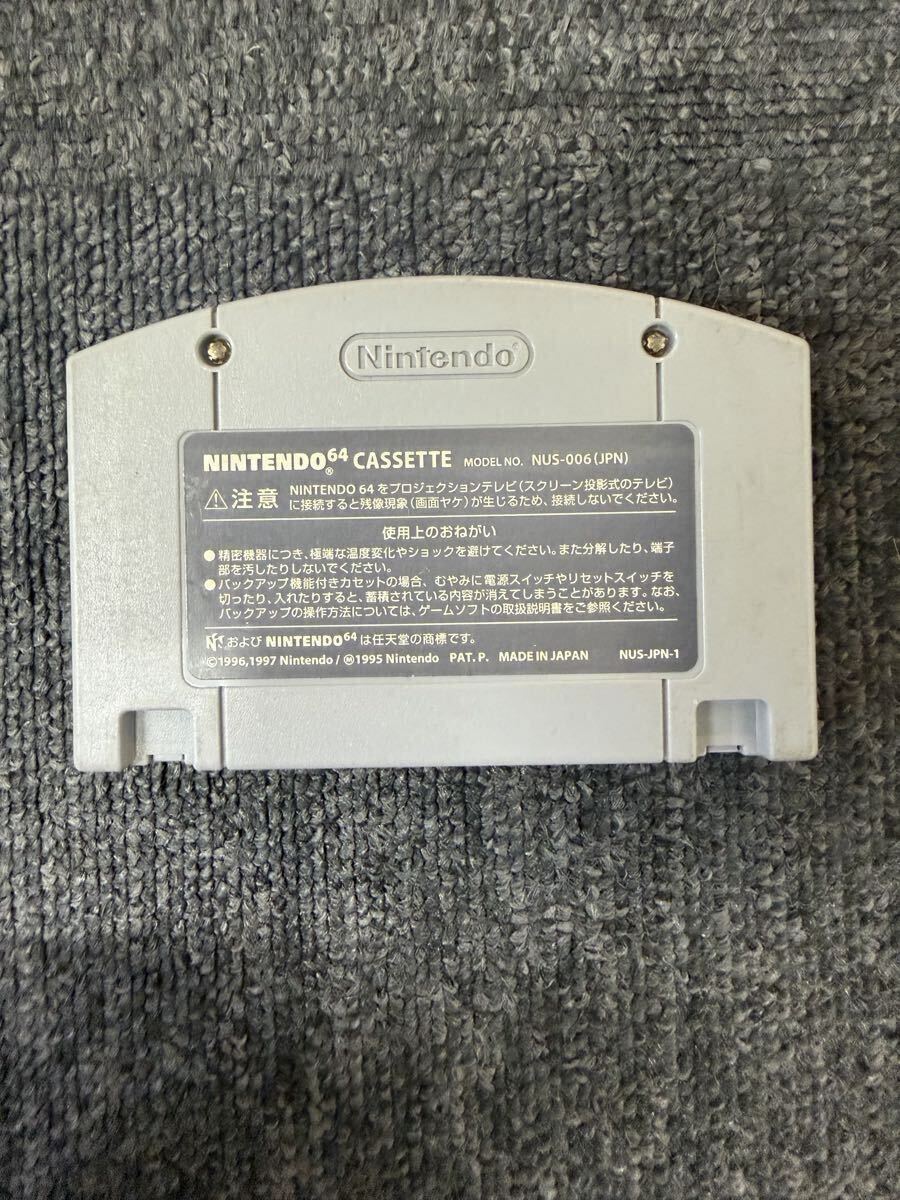 Nintendo®
NINTENDO64® CASSETTE MODEL NO. NUS-006(JPN)
⚠注意 NINTENDO 64をプロジェクションテレビ(スクリーン投影式のテレビ)
に接続すると残像現象(画面ヤケ)が生じるため、接続しないでください。
使用上のおねがい
●精密機器につき、極端な温度変化やショックを避けてください。また分解したり、端子
部を汚したりしないでください。
●バックアップ機能付きカセットの場合、むやみに電源スイッチやリセットスイッチを
切ったり、入れたりすると、蓄積されている内容が消えてしまうことがあります。なお、
バックアップの操作方法については、ゲームソフトの取扱説明書をご参照ください。
および NINTENDO64 は任天堂の商標です。
©1996,1997 Nintendo / Ⓜ1995 Nintendo PAT. P. MADE IN JAPAN NUS-JPN-1